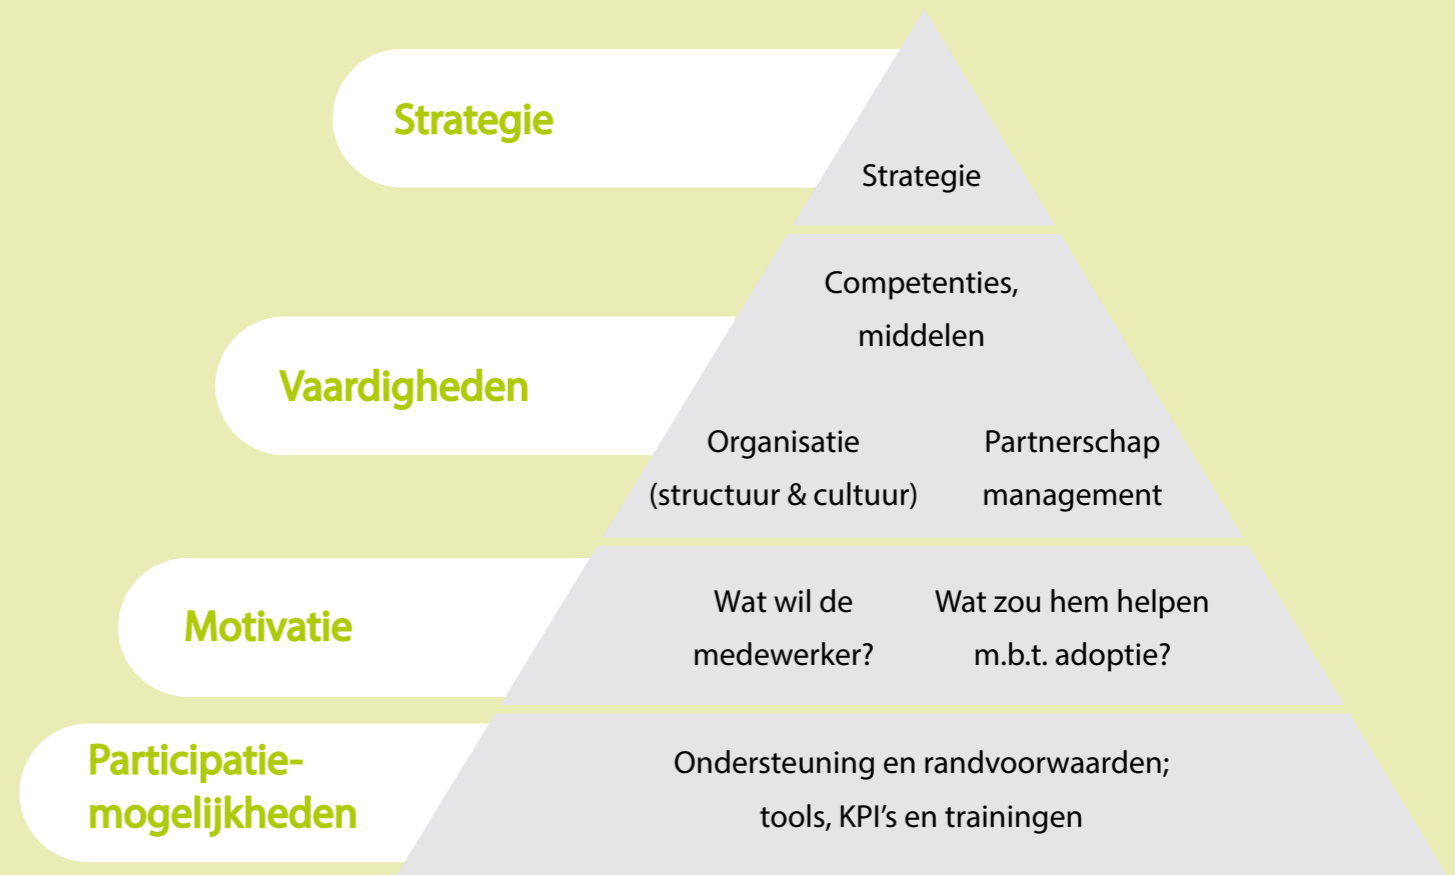 Strategie
Strategie
Competenties,
middelen
Vaardigheden
Organisatie
(structuur & cultuur)
Partnerschap
management
Motivatie
Wat wil de
medewerker?
Wat zou hem helpen
m.b.t. adoptie?
Participatie-
mogelijkheden
Ondersteuning en randvoorwaarden;
tools, KPI’s en trainingen